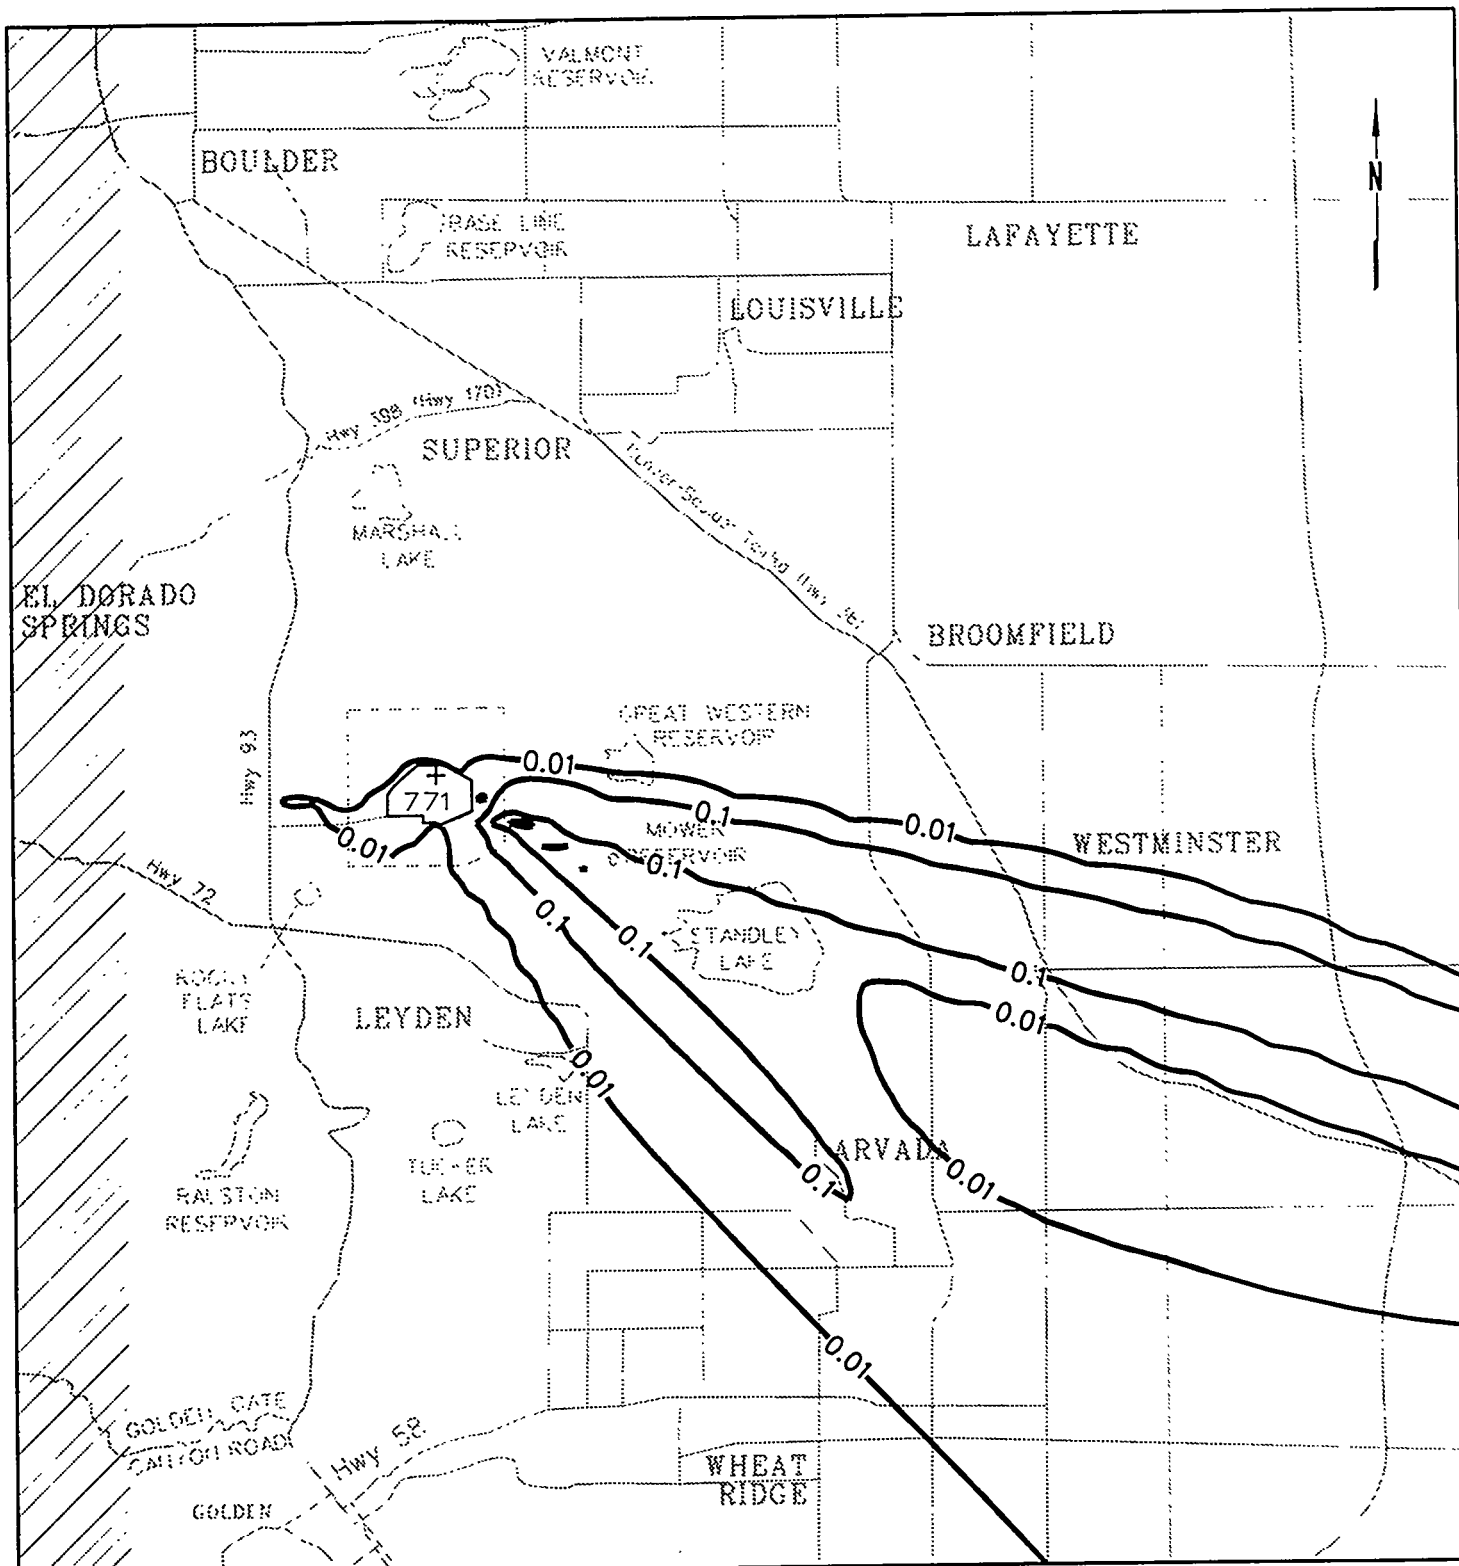 VALMONT
RESERVOIR
BOULDER
N
BASE LINE
RESERVOIR
LAFAYETTE
LOUISVILLE
Hwy 398 (Hwy 170)
SUPERIOR
Hwy 36)
MARSHALL
LAKE
EL DORADO
SPRINGS
BROOMFIELD
GREAT WESTERN
RESERVOIR
Hwy 93
0.01
771
0.1
0.01
0.01
MOWER
RESERVOIR
WESTMINSTER
0.1
Hwy 72
0.1
0.1
STANDLEY
LAKE
0.1
ROCKY
FLATS
LAKE
LEYDEN
0.01
0.01
LEYDEN
LAKE
ARVADA
TUCKER
LAKE
0.1
0.01
RALSTON
RESERVOIR
0.01
GOLDEN GATE
CANYON ROAD
Hwy 58
WHEAT
RIDGE
GOLDEN